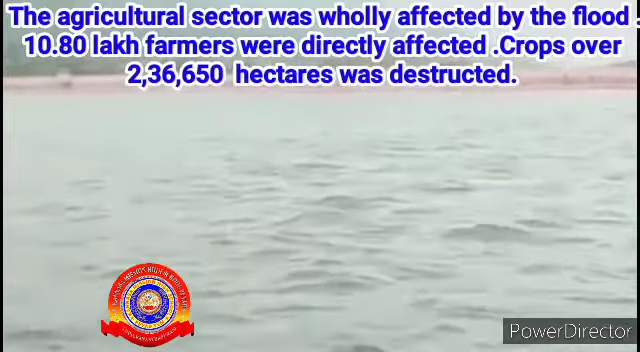 The agricultural sector was wholly affected by the flood .
10.80 lakh farmers were directly affected .Crops over
2,36,650 hectares was destructed.
PowerDirector